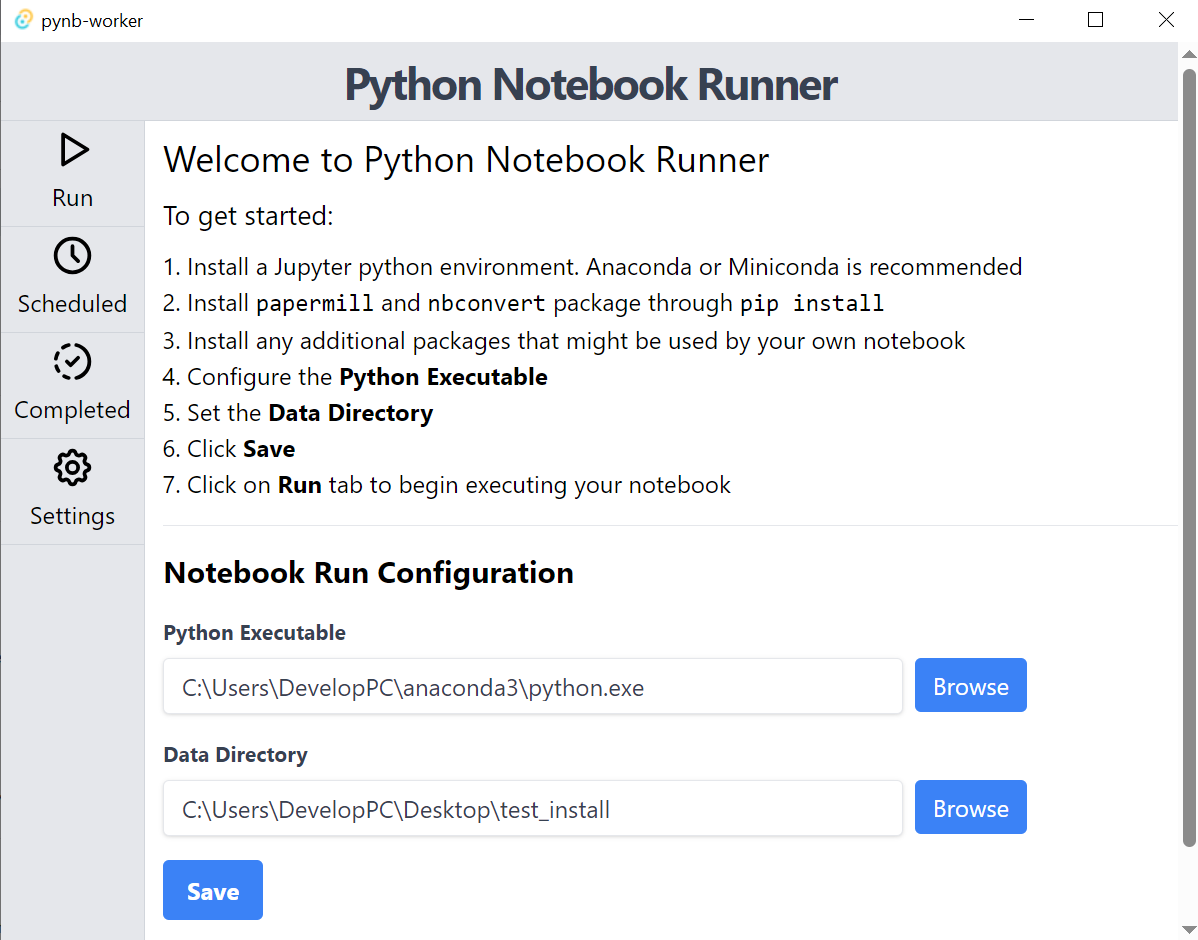 pynb-worker
Python Notebook Runner
Run
Scheduled
Completed
Settings
Welcome to Python Notebook Runner
To get started:
1. Install a Jupyter python environment. Anaconda or Miniconda is recommended
2. Install papermill and nbconvert package through pip install
3. Install any additional packages that might be used by your own notebook
4. Configure the Python Executable
5. Set the Data Directory
6. Click Save
7. Click on Run tab to begin executing your notebook
Notebook Run Configuration
Python Executable
C:\Users\DevelopPC\anaconda3\python.exe
Browse
Data Directory
C:\Users\DevelopPC\Desktop\test_install
Browse
Save